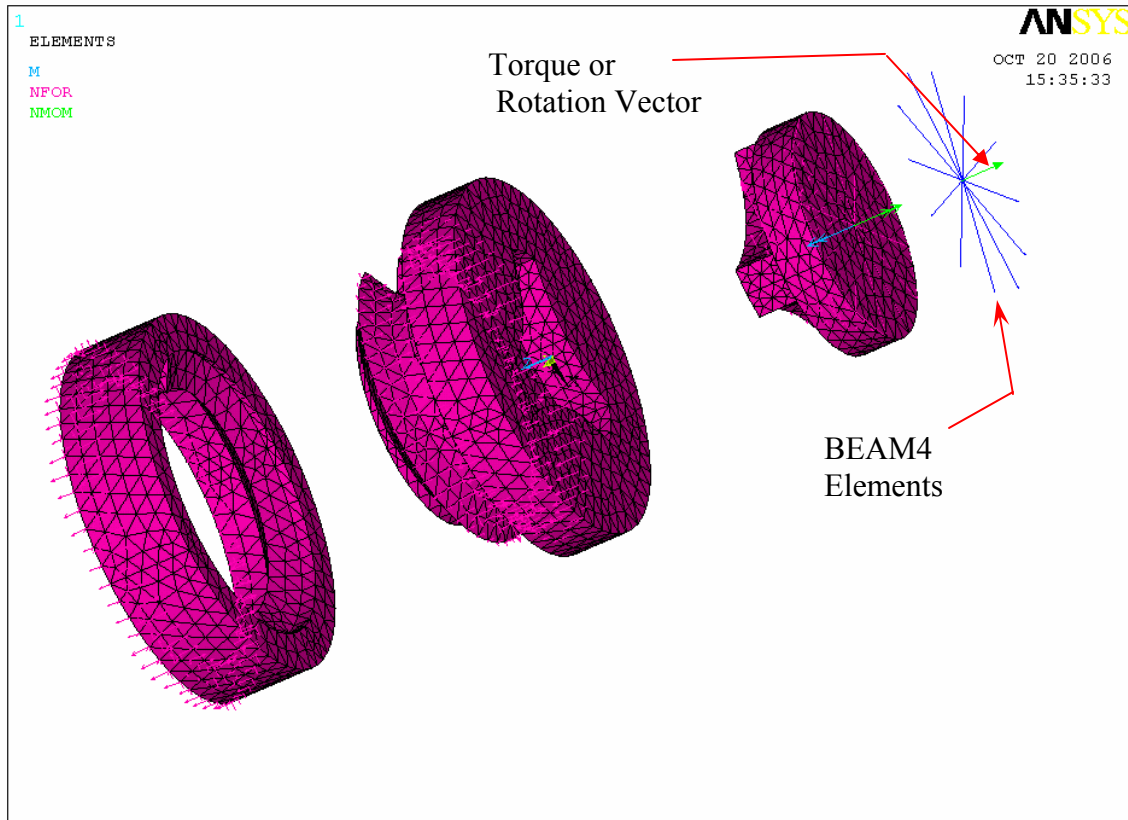 1
ELEMENTS
M
NFOR
NMOM
ANSYS
OCT 20 2006
15:35:33
Torque or
Rotation Vector
BEAM4
Elements